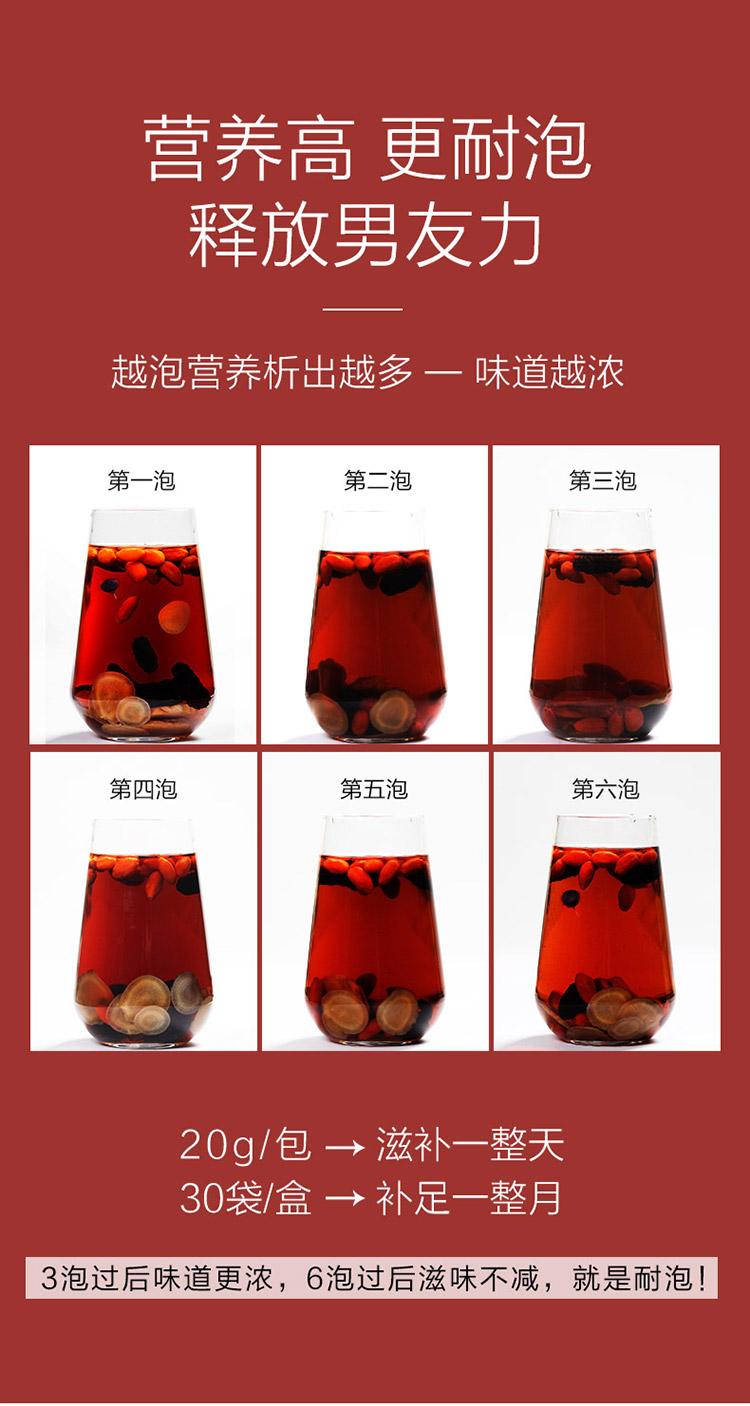 营养高 更耐泡
释放男友力
越泡营养析出越多 — 味道越浓
第一泡
第二泡
第三泡
第四泡
第五泡
第六泡
20g/包 → 滋补一整天
30袋/盒 → 补足一整月
3泡过后味道更浓，6泡过后滋味不减，就是耐泡！